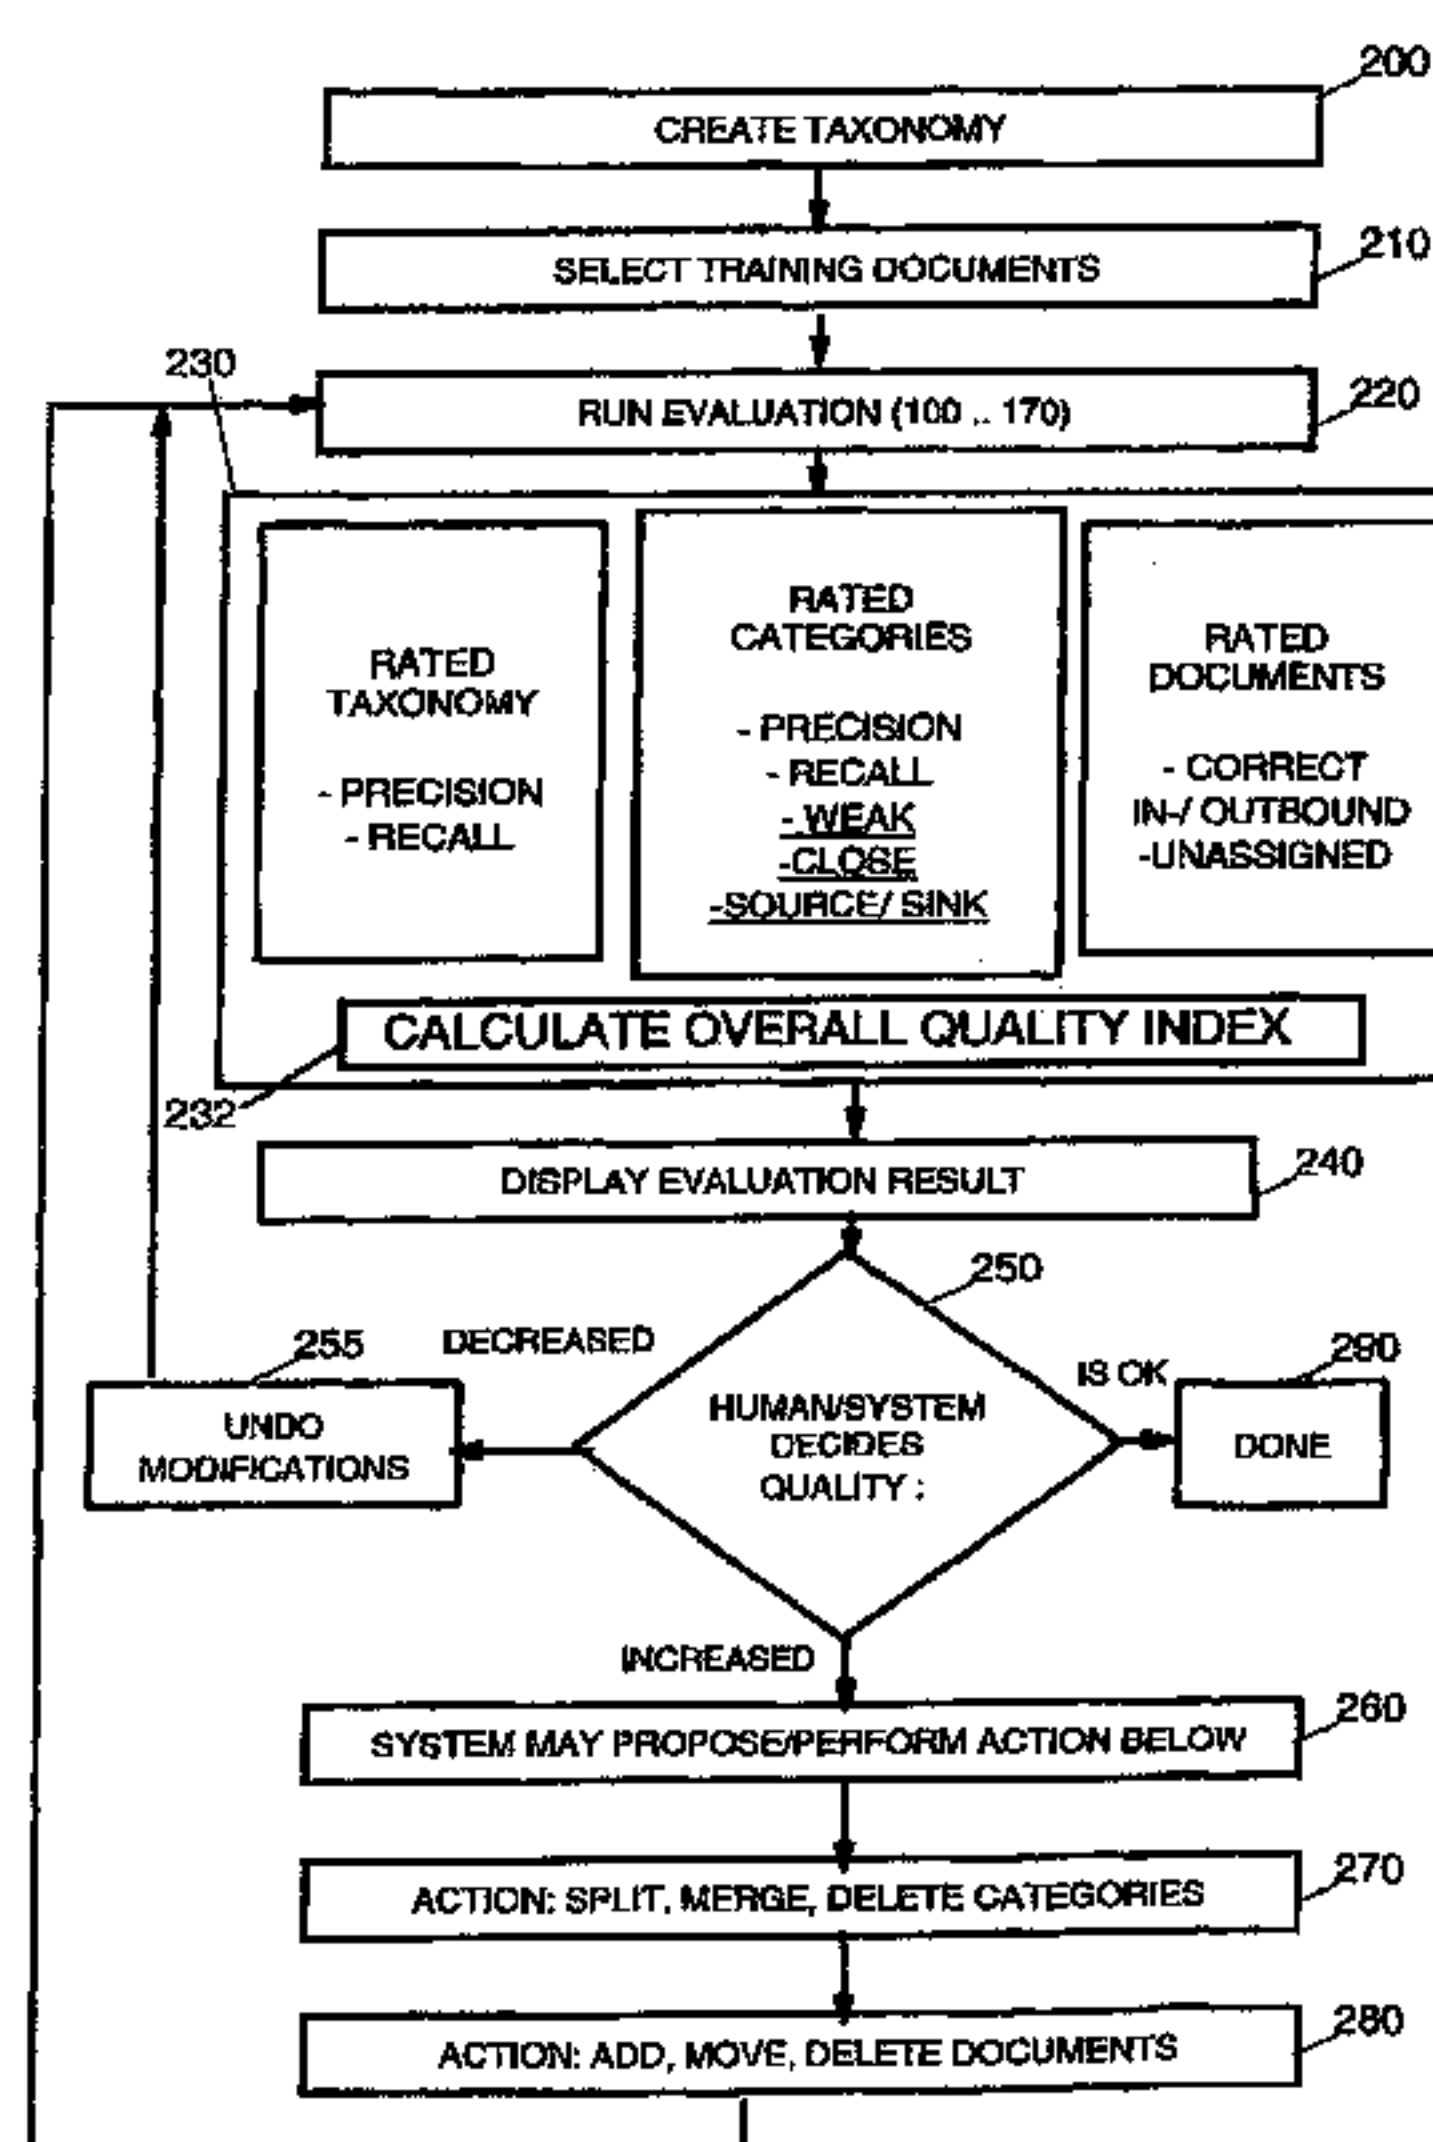 200
CREATE TAXONOMY
210
SELECT TRAINING DOCUMENTS
230
220
RUN EVALUATION (100 .. 170)
RATED
TAXONOMY
- PRECISION
- RECALL
RATED
CATEGORIES
- PRECISION
- RECALL
- WEAK
-CLOSE
-SOURCE/ SINK
RATED
DOCUMENTS
- CORRECT
IN-/ OUTBOUND
-UNASSIGNED
CALCULATE OVERALL QUALITY INDEX
232
240
DISPLAY EVALUATION RESULT
250
255
DECREASED
IS OK
290
UNDO
MODIFICATIONS
HUMAN/SYSTEM
DECIDES
QUALITY :
DONE
INCREASED
260
SYSTEM MAY PROPOSE/PERFORM ACTION BELOW
270
ACTION: SPLIT, MERGE, DELETE CATEGORIES
280
ACTION: ADD, MOVE, DELETE DOCUMENTS